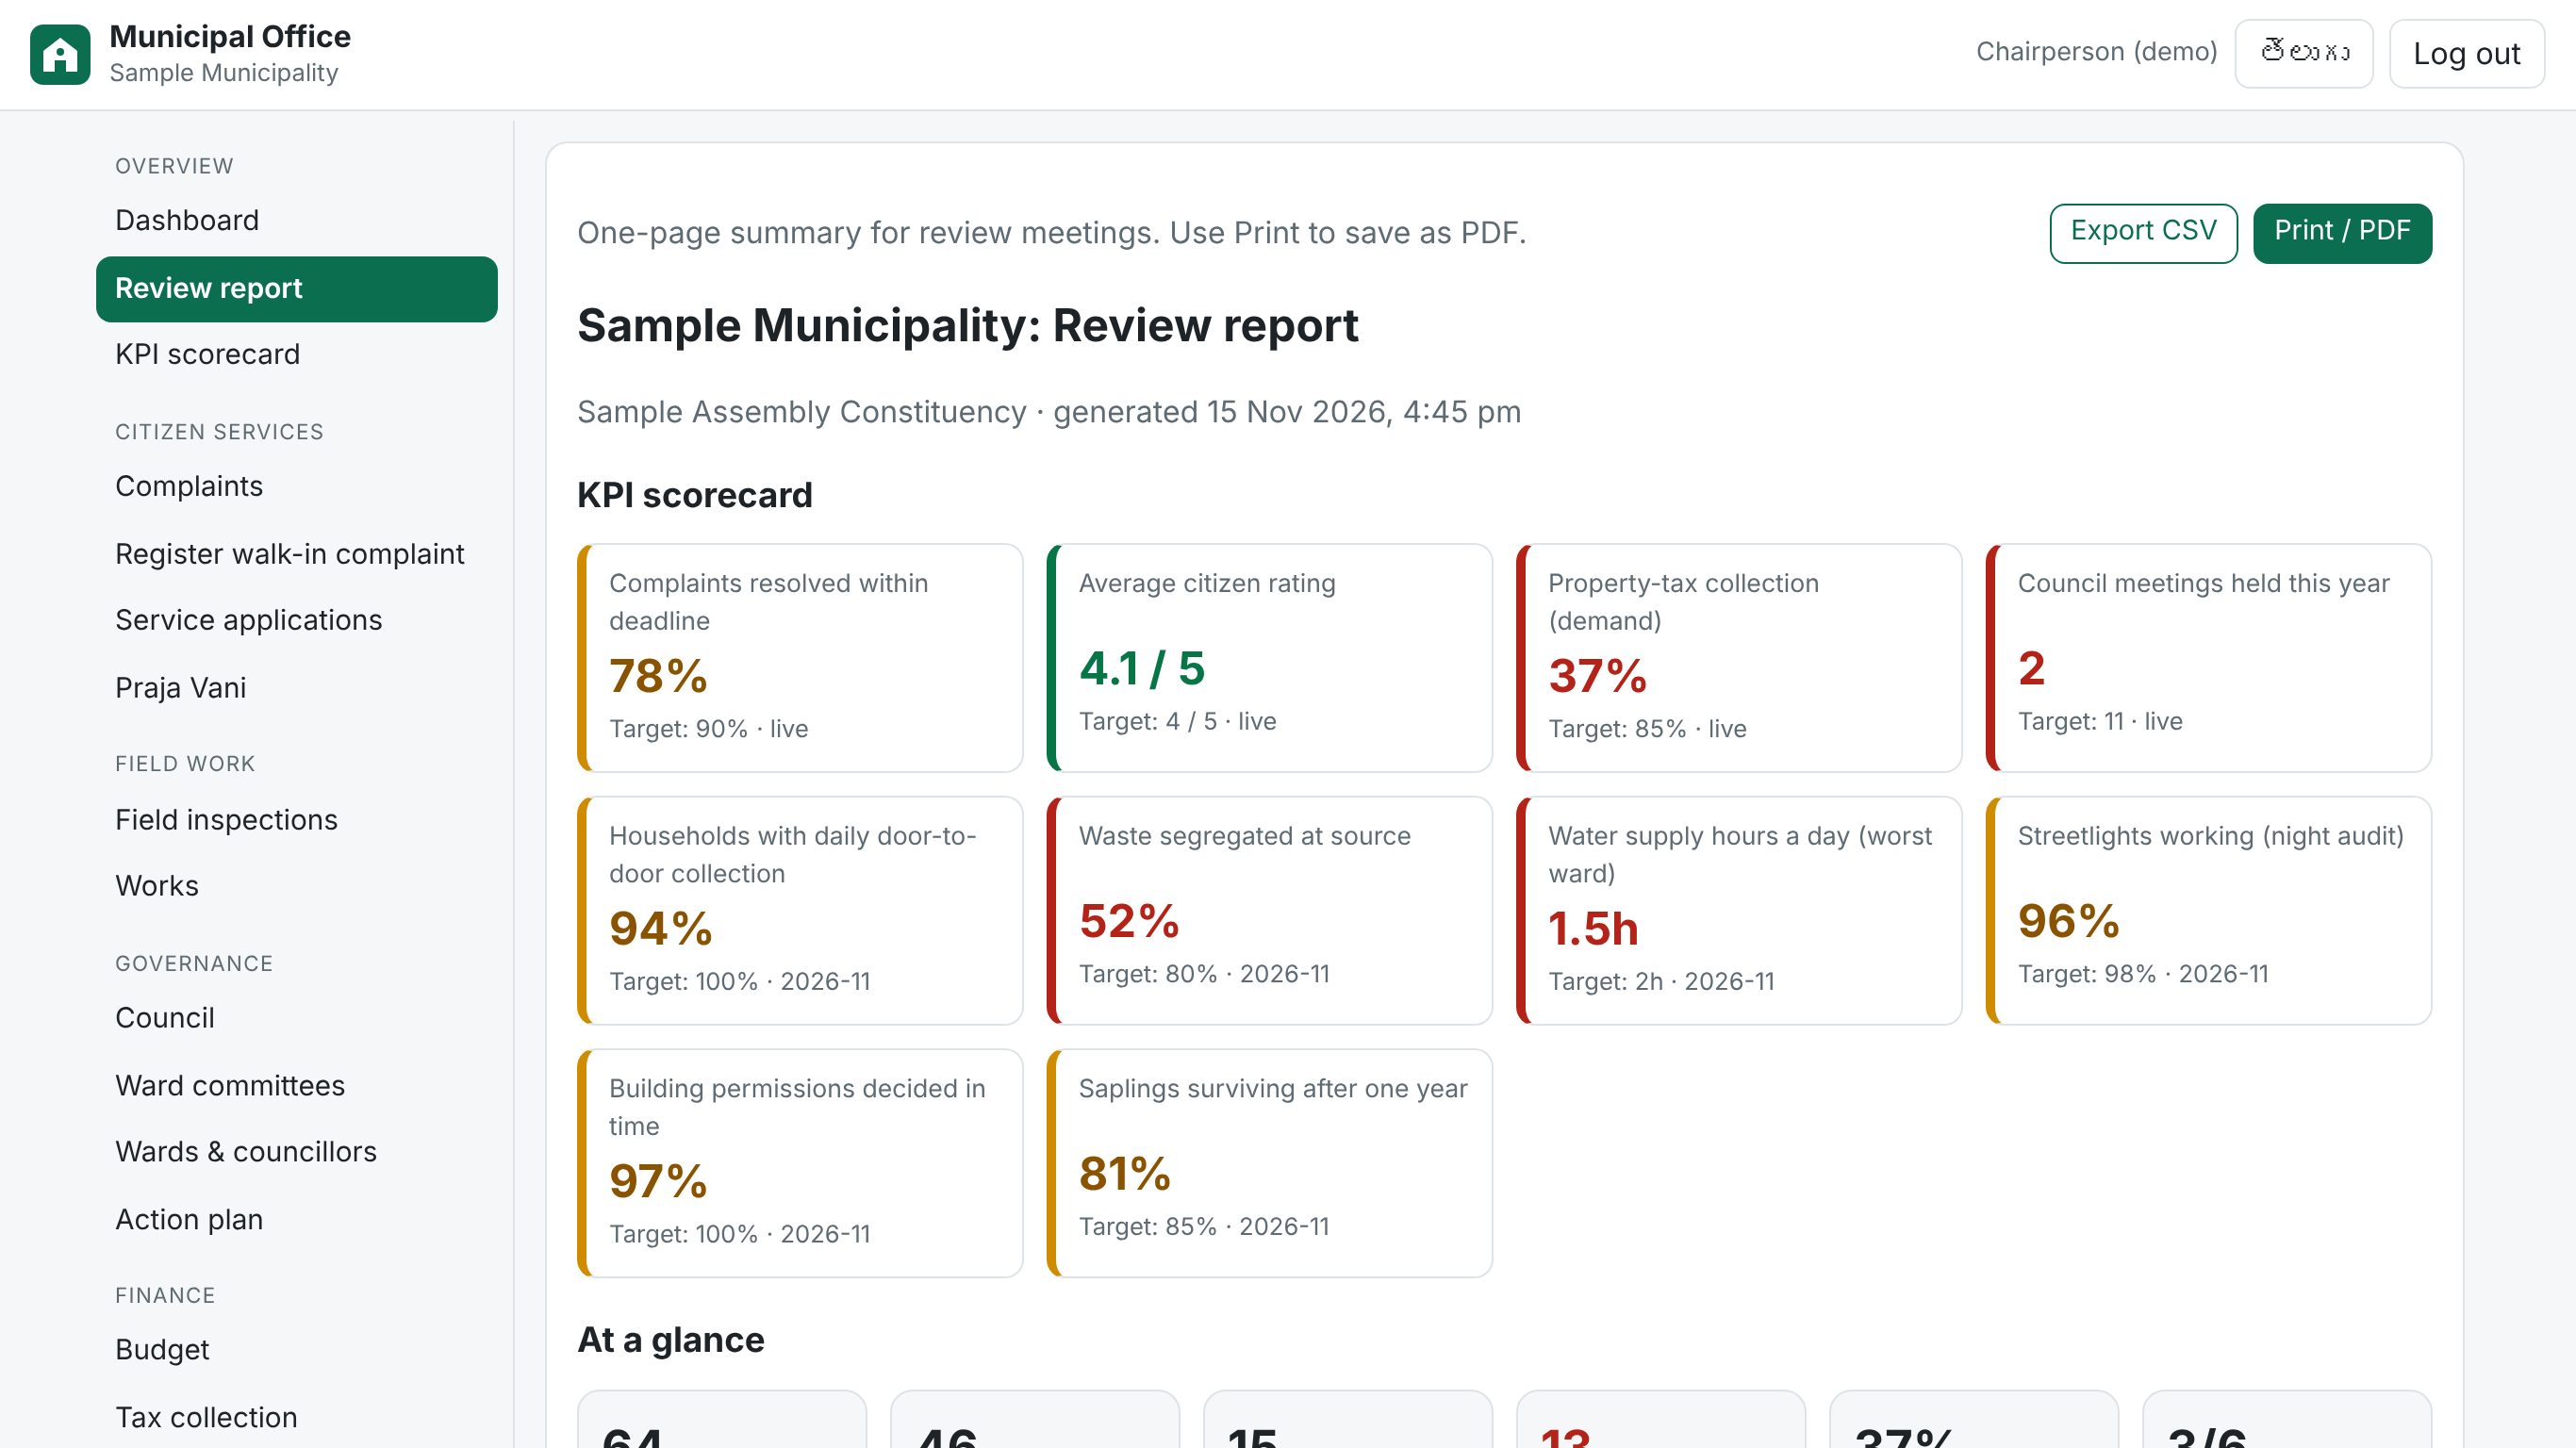 Municipal Office
Sample Municipality
Chairperson (demo)
తెలుగు
Log out
OVERVIEW
Dashboard
Review report
KPI scorecard
CITIZEN SERVICES
Complaints
Register walk-in complaint
Service applications
Praja Vani
FIELD WORK
Field inspections
Works
GOVERNANCE
Council
Ward committees
Wards & councillors
Action plan
FINANCE
Budget
Tax collection
One-page summary for review meetings. Use Print to save as PDF.
Export CSV
Print / PDF
Sample Municipality: Review report
Sample Assembly Constituency · generated 15 Nov 2026, 4:45 pm
KPI scorecard
Complaints resolved within
deadline
78%
Target: 90% · live
Average citizen rating
4.1 / 5
Target: 4 / 5 · live
Property-tax collection
(demand)
37%
Target: 85% · live
Council meetings held this year
2
Target: 11 · live
Households with daily door-to-
door collection
94%
Target: 100% · 2026-11
Waste segregated at source
52%
Target: 80% · 2026-11
Water supply hours a day (worst
ward)
1.5h
Target: 2h · 2026-11
Streetlights working (night audit)
96%
Target: 98% · 2026-11
Building permissions decided in
time
97%
Target: 100% · 2026-11
Saplings surviving after one year
81%
Target: 85% · 2026-11
At a glance
64
46
15
13
37%
3/6